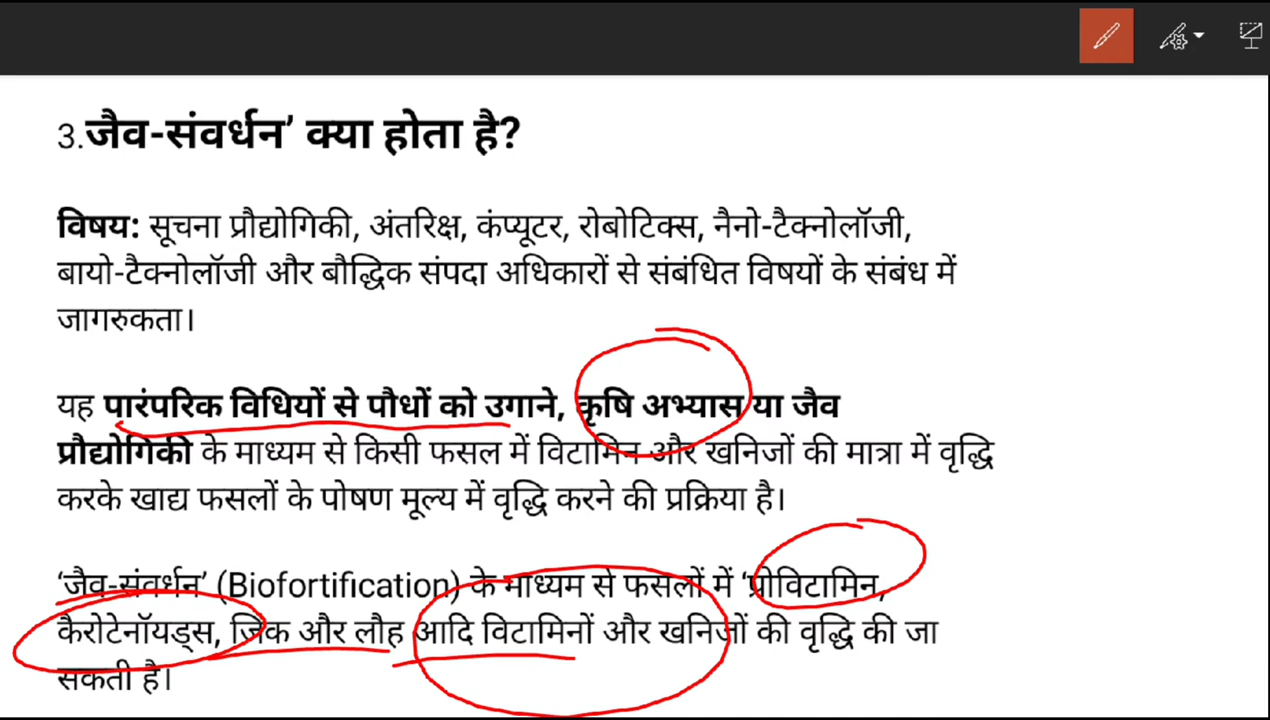 3.जैव-संवर्धन’ क्या होता है?
विषय: सूचना प्रौद्योगिकी, अंतरिक्ष, कंप्यूटर, रोबोटिक्स, नैनो-टैक्नोलॉजी,
बायो-टैक्नोलॉजी और बौद्धिक संपदा अधिकारों से संबंधित विषयों के संबंध में
जागरुकता।
यह पारंपरिक विधियों से पौधों को उगाने, कृषि अभ्यास या जैव
प्रौद्योगिकी के माध्यम से किसी फसल में विटामिन और खनिजों की मात्रा में वृद्धि
करके खाद्य फसलों के पोषण मूल्य में वृद्धि करने की प्रक्रिया है।
‘जैव-संवर्धन’ (Biofortification) के माध्यम से फसलों में ‘प्रोविटामिन,
कैरोटेनॉयड्स, जिंक और लौह आदि विटामिनों और खनिजों की वृद्धि की जा
सकती है।